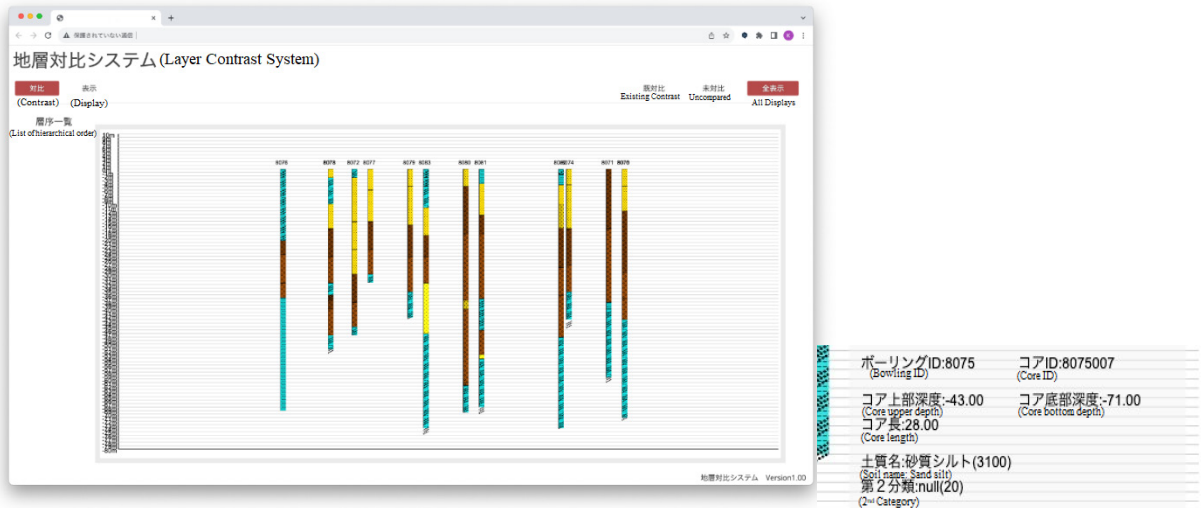 保護されていない通信
地層対比システム (Layer Contrast System)
対比 表示 既対比 未対比 全表示
(Contrast) (Display) Existing Contrast Uncompared All Displays
層序一覧
(List of hierarchical order)
10m
8076 8078 8072 8077 8079 8083 8080 8081 8074 8071 8070
-80m
地層対比システム Version1.00
ボーリングID:8075 コアID:8075007
(Bowling ID) (Core ID)
コア上部深度:-43.00 コア底部深度:-71.00
(Core upper depth) (Core bottom depth)
コア長:28.00
(Core length)
土質名:砂質シルト(3100)
(Soil name: Sand silt)
第２分類:null(20)
(2nd Category)